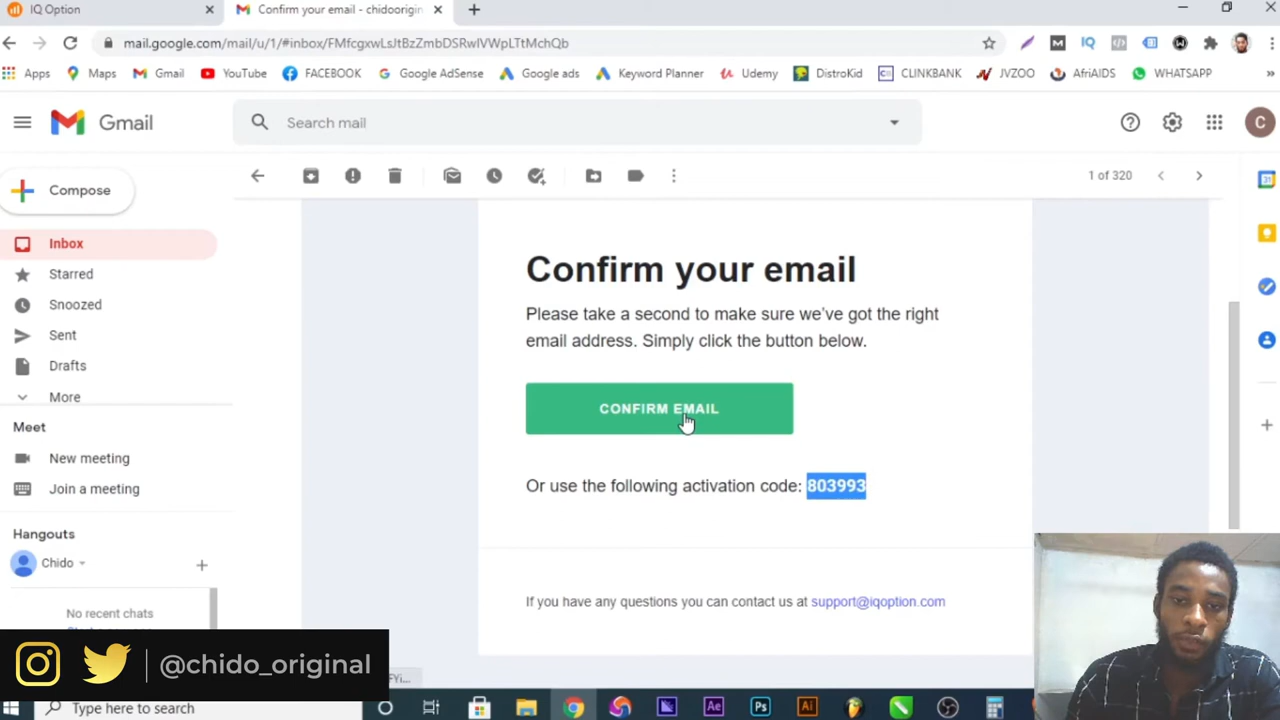 IQ Option
Confirm your email - chidoorigin
mail.google.com/mail/u/1/#inbox/FMfcgxwLsJtBzZmbDSRwIVWpLTtMchQb
Apps Maps Gmail YouTube FACEBOOK Google AdSense Google ads Keyword Planner Udemy DistroKid CLINKBANK JVZOO AfriAIDS WHATSAPP
Gmail
Search mail
C
Compose
1 of 320
Inbox
Starred
Snoozed
Sent
Drafts
More
Meet
New meeting
Join a meeting
Hangouts
Chido
No recent chats
Confirm your email
Please take a second to make sure we've got the right
email address. Simply click the button below.
CONFIRM EMAIL
Or use the following activation code: 803993
If you have any questions you can contact us at support@iqoption.com
@chido_original
Type here to search